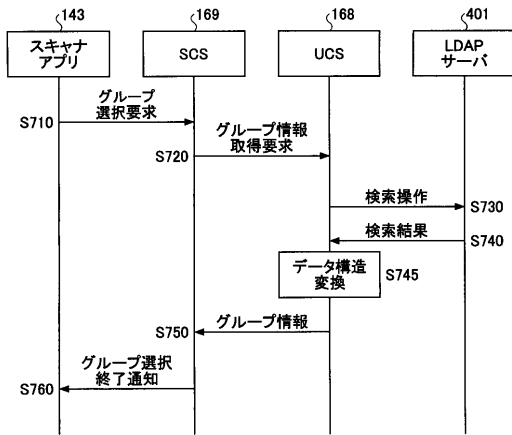 143
169
168
401
スキャナ
アプリ
SCS
UCS
LDAP
サーバ
グループ
選択要求
S710
グループ情報
取得要求
S720
検索操作
S730
検索結果
S740
データ構造
変換
S745
グループ情報
S750
グループ選択
終了通知
S760